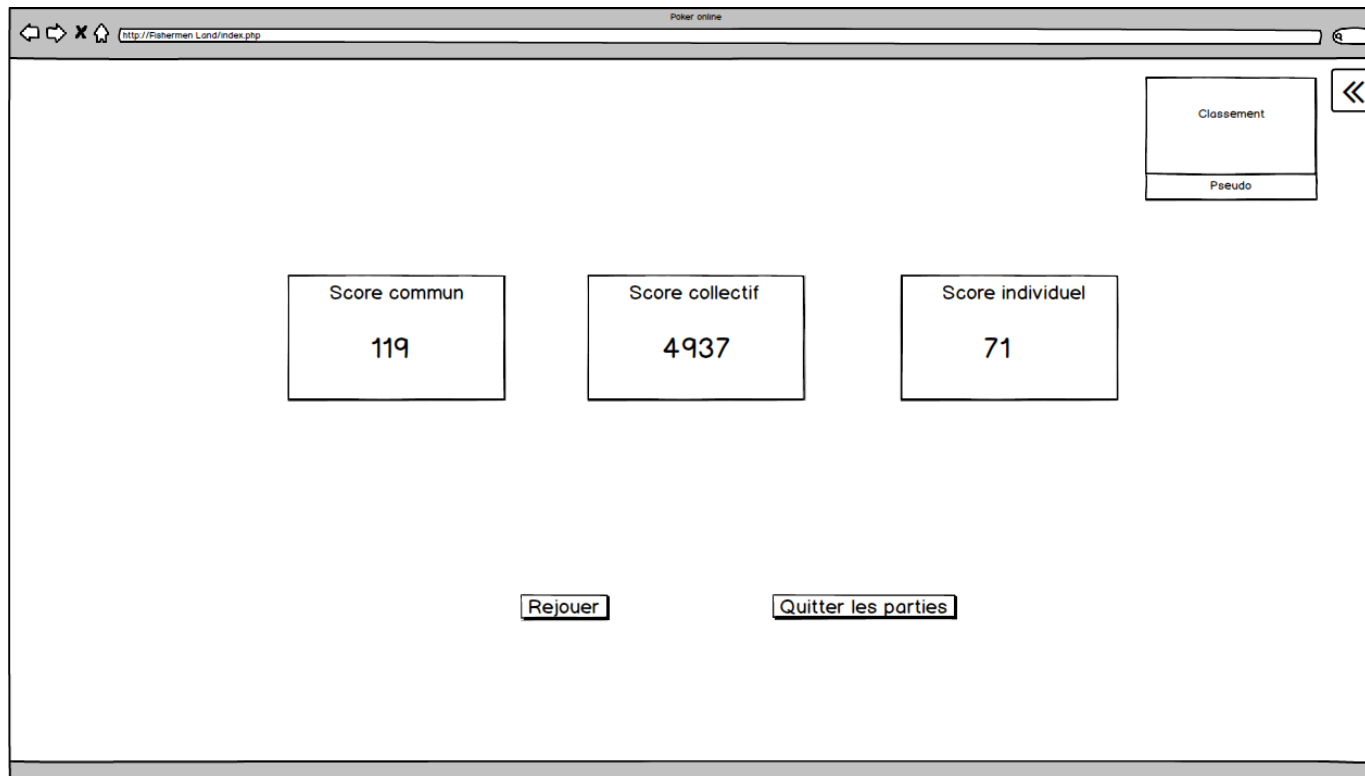 Poker online
http://Fishermen Land/index.php
Classement
Pseudo
Score commun
119
Score collectif
4937
Score individuel
71
Rejouer
Quitter les parties